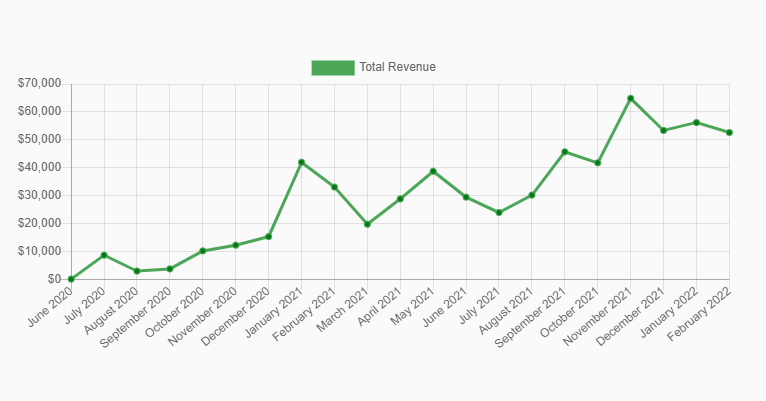 Total Revenue
$70,000
$60,000
$50,000
$40,000
$30,000
$20,000
$10,000
$0
June 2020
July 2020
August 2020
September 2020
October 2020
November 2020
December 2020
January 2021
February 2021
March 2021
April 2021
May 2021
June 2021
July 2021
August 2021
September 2021
October 2021
November 2021
December 2021
January 2022
February 2022